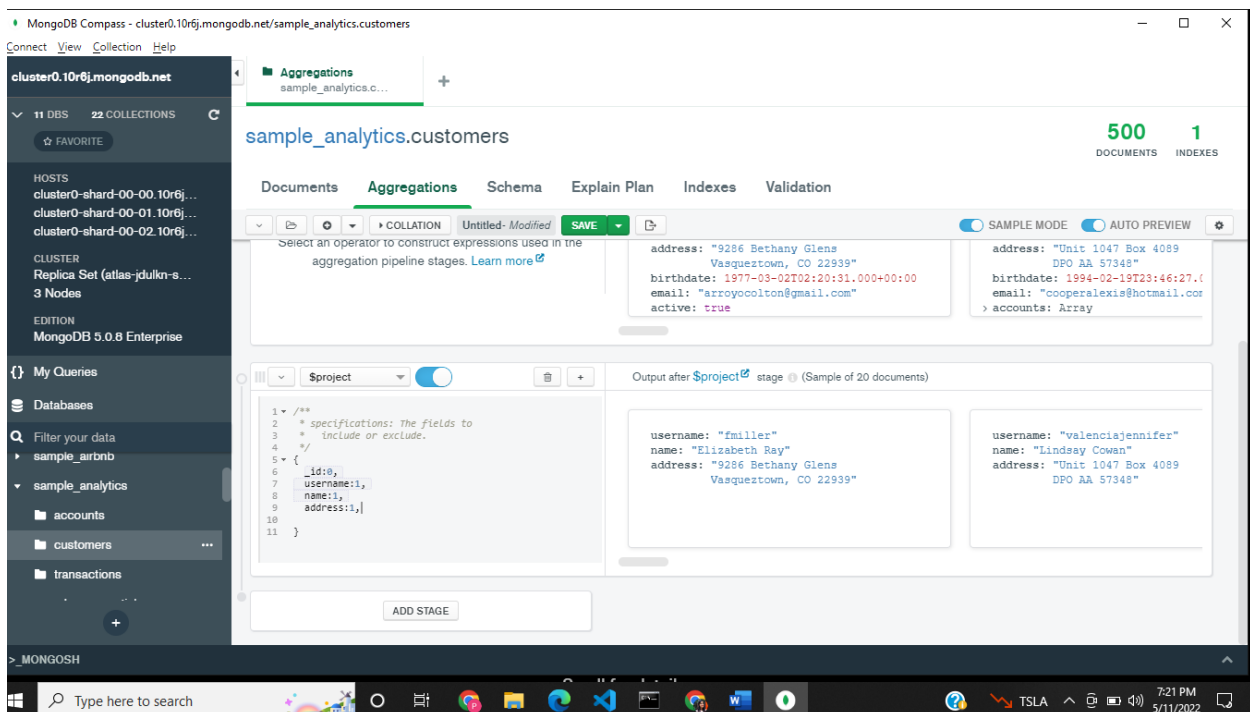 MongoDB Compass - cluster0.10r6j.mongodb.net/sample_analytics.customers
Connect View Collection Help
cluster0.10r6j.mongodb.net
11 DBS 22 COLLECTIONS
FAVORITE
HOSTS
cluster0-shard-00-00.10r6j...
cluster0-shard-00-01.10r6j...
cluster0-shard-00-02.10r6j...
CLUSTER
Replica Set (atlas-jdulkn-s...
3 Nodes
EDITION
MongoDB 5.0.8 Enterprise
{} My Queries
Databases
Filter your data
sample_airbnb
sample_analytics
accounts
customers
transactions
Aggregations
sample_analytics.c...
sample_analytics.customers
500
DOCUMENTS
1
INDEXES
Documents Aggregations Schema Explain Plan Indexes Validation
COLLATION Untitled- Modified SAVE SAMPLE MODE AUTO PREVIEW
Select an operator to construct expressions used in the
aggregation pipeline stages. Learn more
address: "9286 Bethany Glens
Vasqueztown, CO 22939"
birthdate: 1977-03-02T02:20:31.000+00:00
email: "arroyocolton@gmail.com"
active: true
address: "Unit 1047 Box 4089
DPO AA 57348"
birthdate: 1994-02-19T23:46:27.(
email: "cooperalexis@hotmail.cor
accounts: Array
$project
Output after $project stage (Sample of 20 documents)
1 /**
2 * specifications: The fields to
3 * include or exclude.
4 */
5 {
6 _id:0,
7 username:1,
8 name:1,
9 address:1,
10
11 }
username: "fmiller"
name: "Elizabeth Ray"
address: "9286 Bethany Glens
Vasqueztown, CO 22939"
username: "valenciajennifer"
name: "Lindsay Cowan"
address: "Unit 1047 Box 4089
DPO AA 57348"
ADD STAGE
>_MONGOSH
Type here to search
TSLA
7:21 PM
5/11/2022